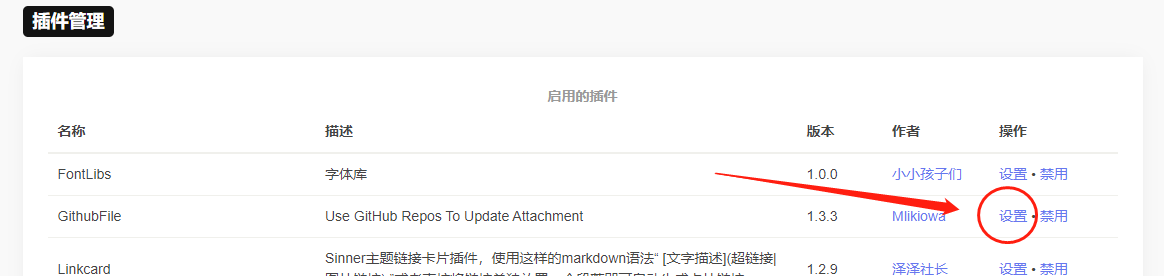 插件管理
启用的插件
名称 描述 版本 作者 操作
FontLibs 字体库 1.0.0 小小孩子们 设置 • 禁用
GithubFile Use GitHub Repos To Update Attachment 1.3.3 Mlikiowa 设置 • 禁用
Sinner主题链接卡片插件，使用这样的markdown语法“ [文字描述](超链接|
Linkcard 1.2.9 泽泽社长 设置 • 禁用